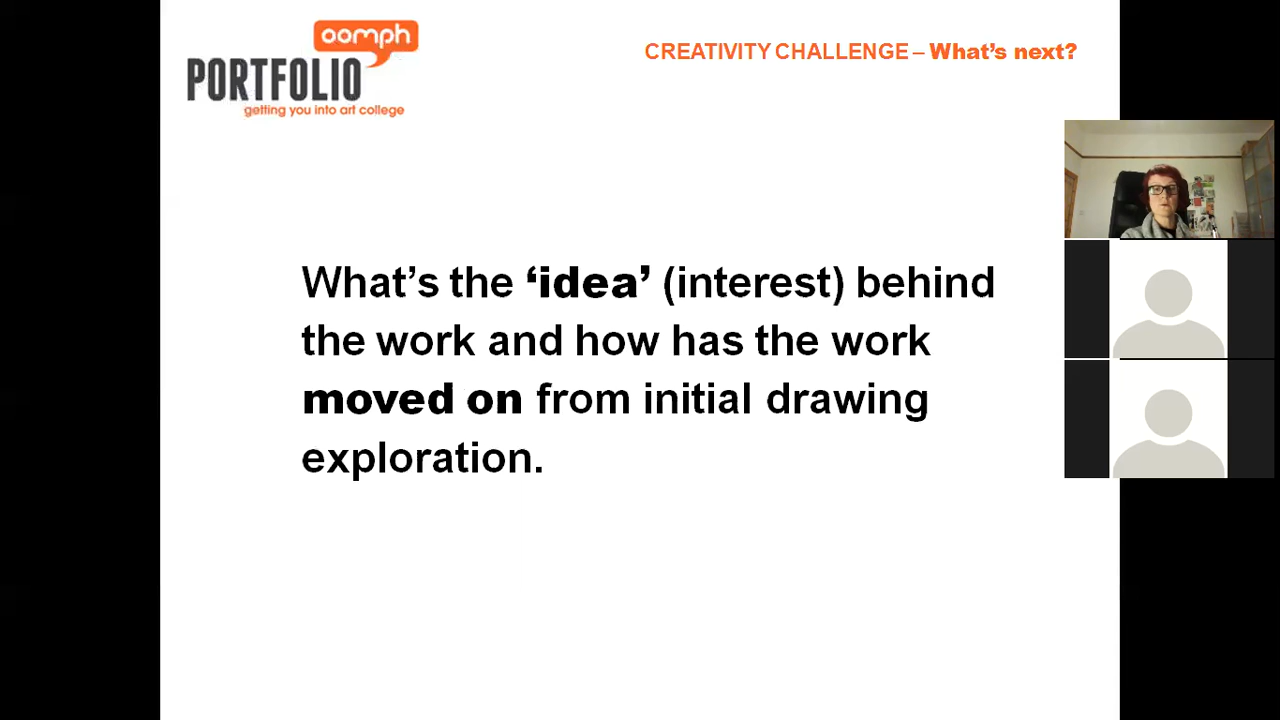 oomph
PORTFOLIO
getting you into art college
CREATIVITY CHALLENGE – What’s next?
What’s the ‘idea’ (interest) behind
the work and how has the work
moved on from initial drawing
exploration.